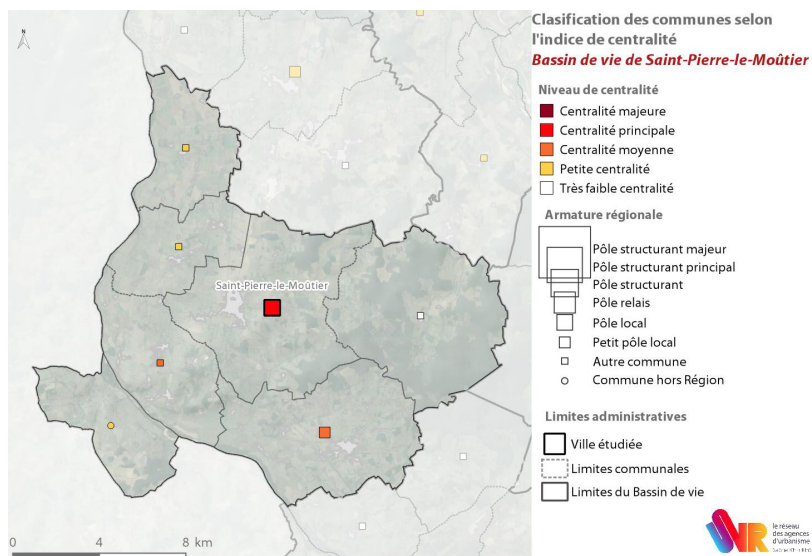 Clasification des communes selon
l'indice de centralité
Bassin de vie de Saint-Pierre-le-Moûtier
Niveau de centralité
Centralité majeure
Centralité principale
Centralité moyenne
Petite centralité
Très faible centralité
Armature régionale
Pôle structurant majeur
Pôle structurant principal
Pôle structurant
Pôle relais
Pôle local
Petit pôle local
Autre commune
Commune hors Région
Limites administratives
Ville étudiée
Limites communales
Limites du Bassin de vie
N
Saint-Pierre-le-Moûtier
0 4 8 km
le réseau
des agences
d'urbanisme